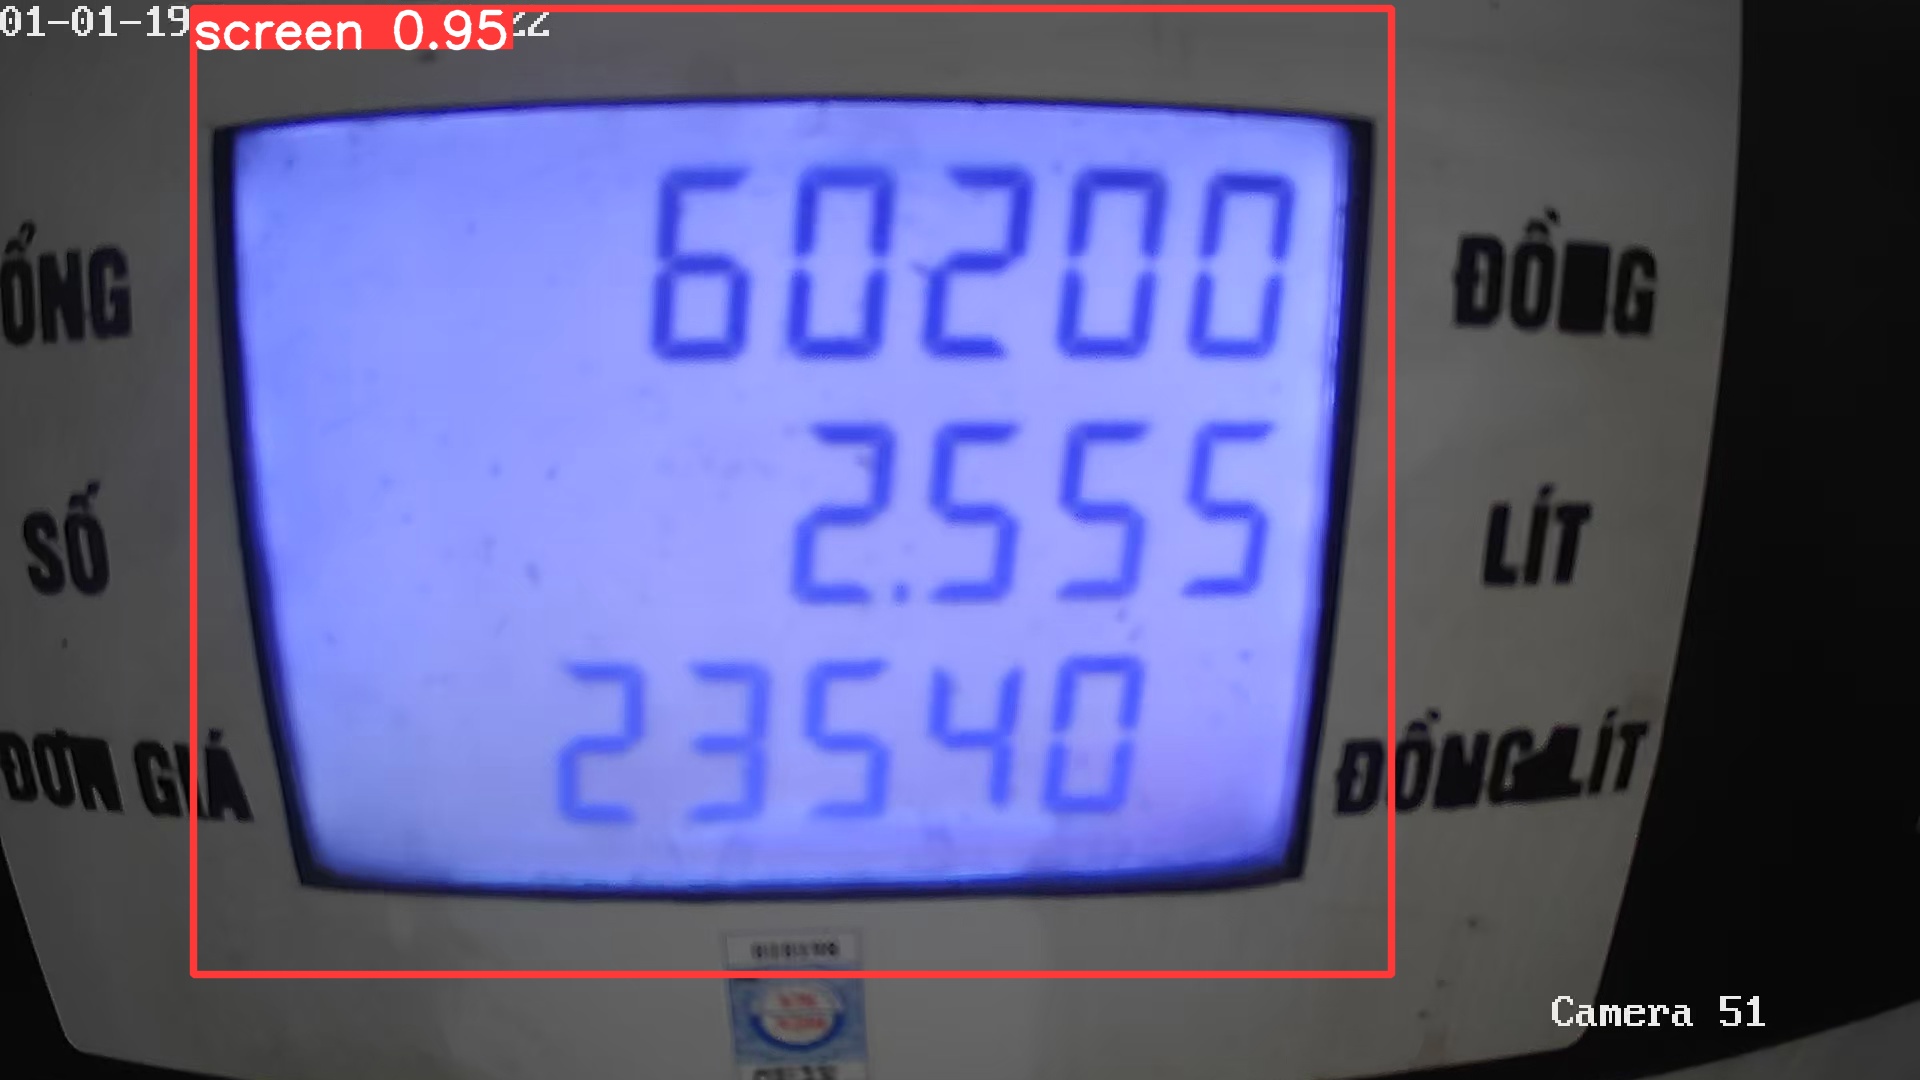 01-01-19
screen 0.95
60200
ĐỒNG
SỐ
2.555
LÍT
ĐƠN GIÁ
23540
ĐỒNG/LÍT
Camera 51